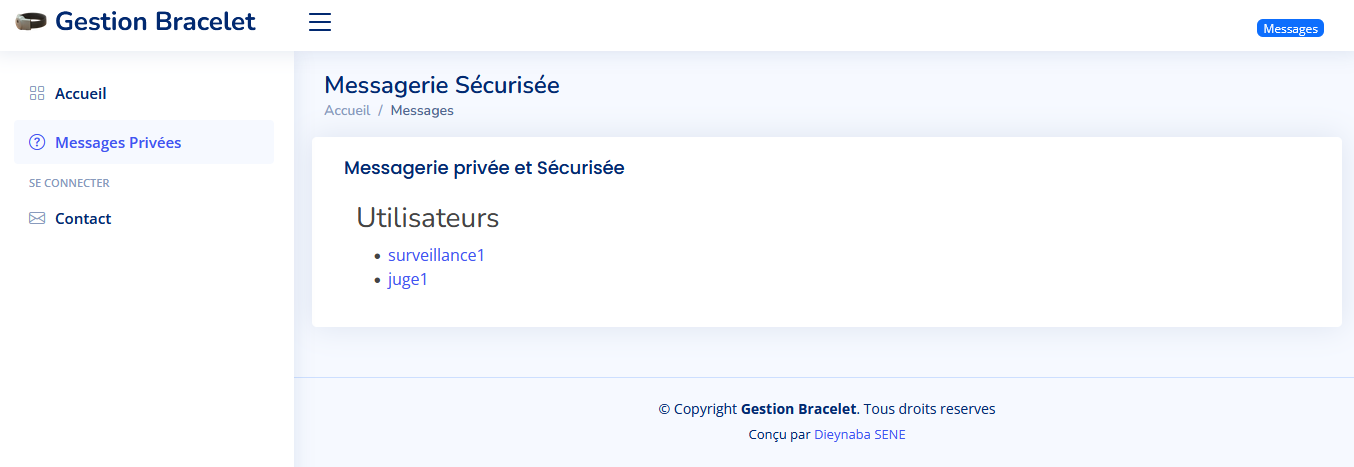 Gestion Bracelet
Messages
Accueil
Messages Privées
SE CONNECTER
Contact
Messagerie Sécurisée
Accueil / Messages
Messagerie privée et Sécurisée
Utilisateurs
• surveillance1
• juge1
© Copyright Gestion Bracelet. Tous droits reserves
Conçu par Dieynaba SENE